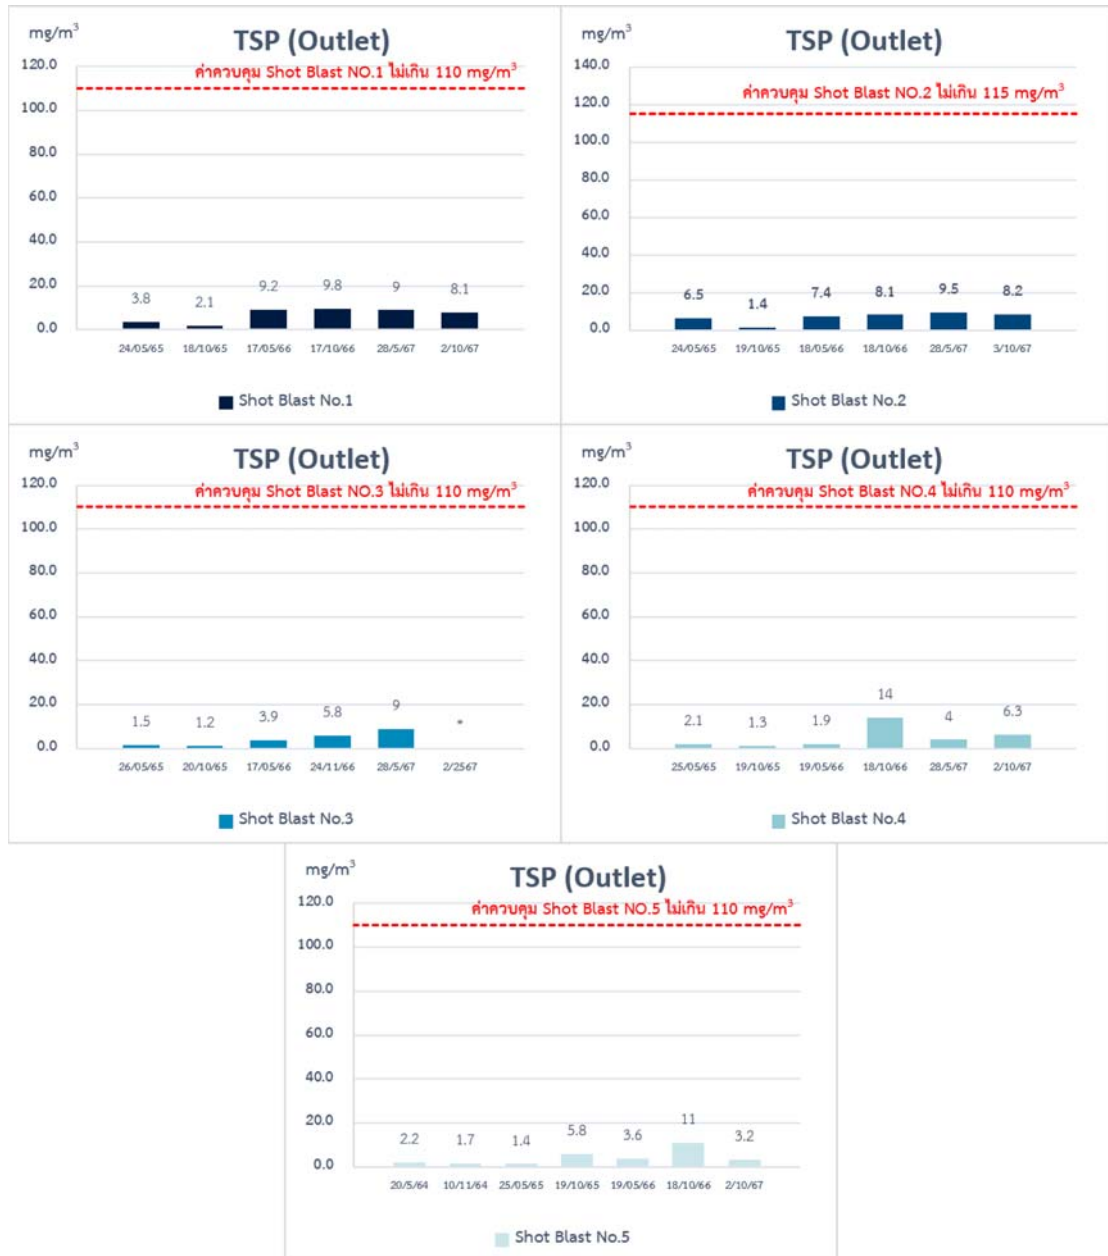 mg/m³
TSP (Outlet)
120.0
ค่าควบคุม Shot Blast NO.1 ไม่เกิน 110 mg/m³
100.0
80.0
60.0
40.0
20.0
0.0
3.8 2.1 9.2 9.8 9 8.1
24/05/65 18/10/65 17/05/66 17/10/66 28/5/67 2/10/67
Shot Blast No.1
mg/m³
TSP (Outlet)
140.0
ค่าควบคุม Shot Blast NO.2 ไม่เกิน 115 mg/m³
120.0
100.0
80.0
60.0
40.0
20.0
0.0
6.5 1.4 7.4 8.1 9.5 8.2
24/05/65 19/10/65 18/05/66 18/10/66 28/5/67 3/10/67
Shot Blast No.2
mg/m³
TSP (Outlet)
120.0
ค่าควบคุม Shot Blast NO.3 ไม่เกิน 110 mg/m³
100.0
80.0
60.0
40.0
20.0
0.0
1.5 1.2 3.9 5.8 9 *
26/05/65 20/10/65 17/05/66 24/11/66 28/5/67 2/2567
Shot Blast No.3
mg/m³
TSP (Outlet)
120.0
ค่าควบคุม Shot Blast NO.4 ไม่เกิน 110 mg/m³
100.0
80.0
60.0
40.0
20.0
0.0
2.1 1.3 1.9 14 4 6.3
25/05/65 19/10/65 19/05/66 18/10/66 28/5/67 2/10/67
Shot Blast No.4
mg/m³
TSP (Outlet)
120.0
ค่าควบคุม Shot Blast NO.5 ไม่เกิน 110 mg/m³
100.0
80.0
60.0
40.0
20.0
0.0
2.2 1.7 1.4 5.8 3.6 11 3.2
20/5/64 10/11/64 25/05/65 19/10/65 19/05/66 18/10/66 2/10/67
Shot Blast No.5